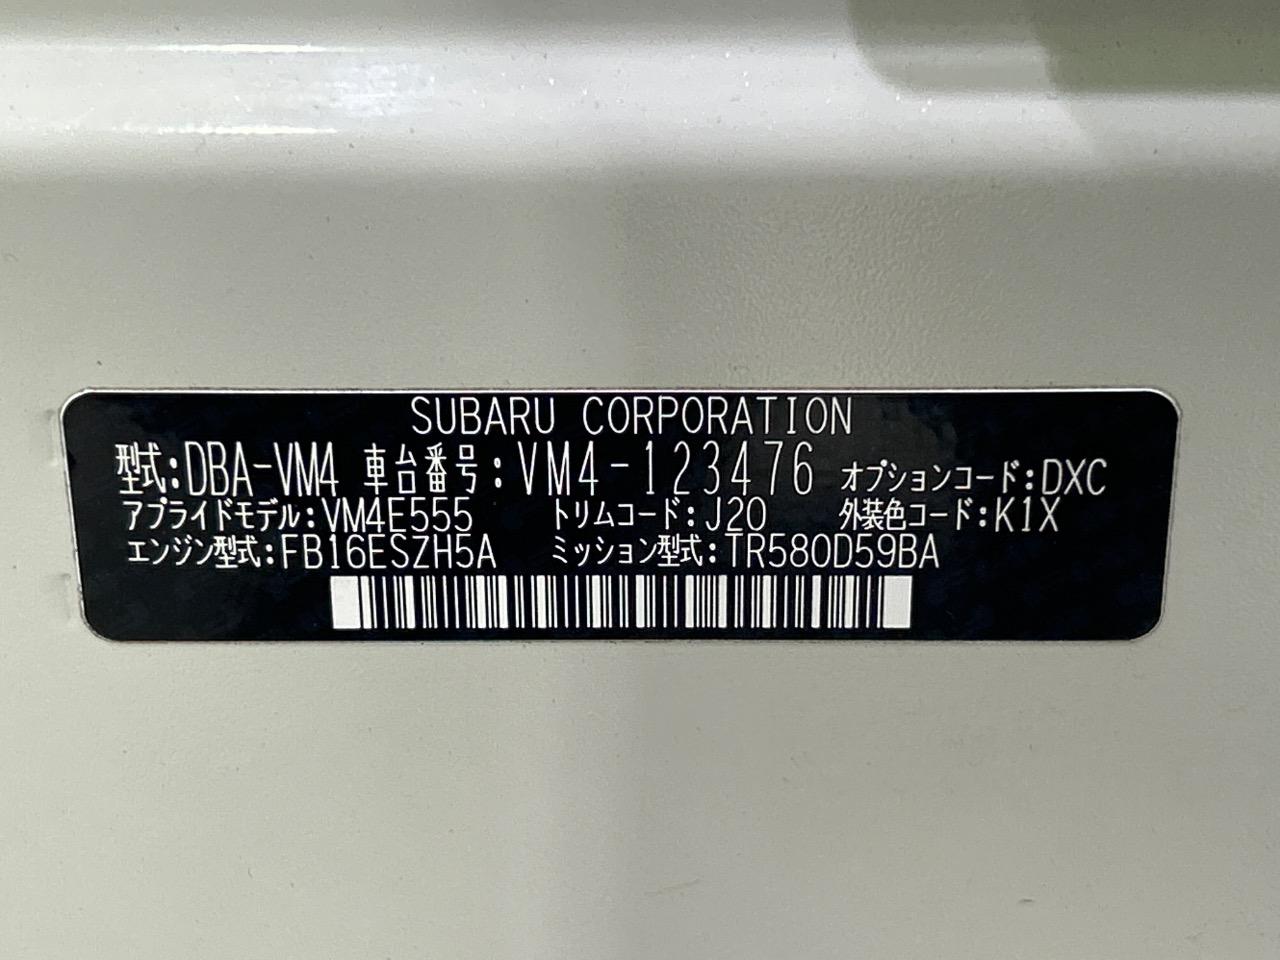 SUBARU CORPORATION
型式:DBA-VM4 車台番号:VM4-123476 オプションコード:DXC
アプライドモデル:VM4E555 トリムコード:J20 外装色コード:K1X
エンジン型式:FB16ESZH5A ミッション型式:TR580D59BA